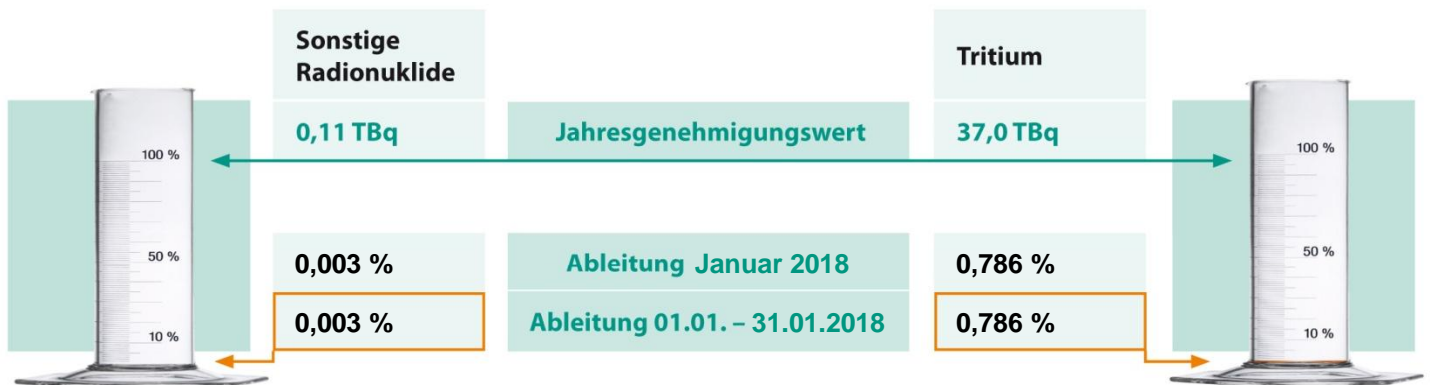 Sonstige
Radionuklide
Tritium
0,11 TBq
Jahresgenehmigungswert
37,0 TBq
100 %
100 %
50 %
50 %
0,003 %
Ableitung Januar 2018
0,786 %
0,003 %
Ableitung 01.01. – 31.01.2018
0,786 %
10 %
10 %